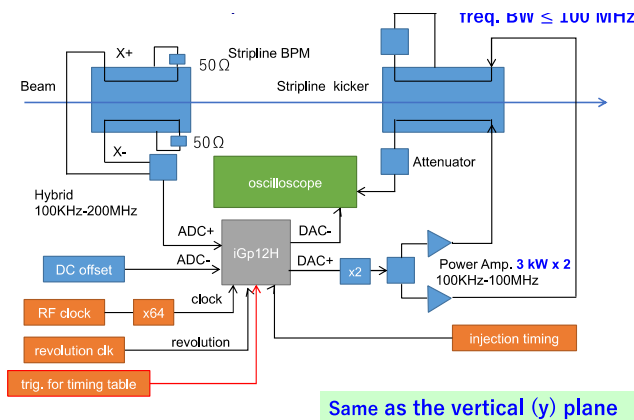 freq. BW ≤ 100 MHz
X+
Stripline BPM
50Ω
Beam
Stripline kicker
50Ω
X-
Attenuator
oscilloscope
Hybrid
100KHz-200MHz
ADC+
DAC-
iGp12H
DC offset
ADC-
DAC+
x2
Power Amp. 3 kW x 2
100KHz-100MHz
RF clock
x64
clock
revolution clk
revolution
injection timing
trig. for timing table
Same as the vertical (y) plane